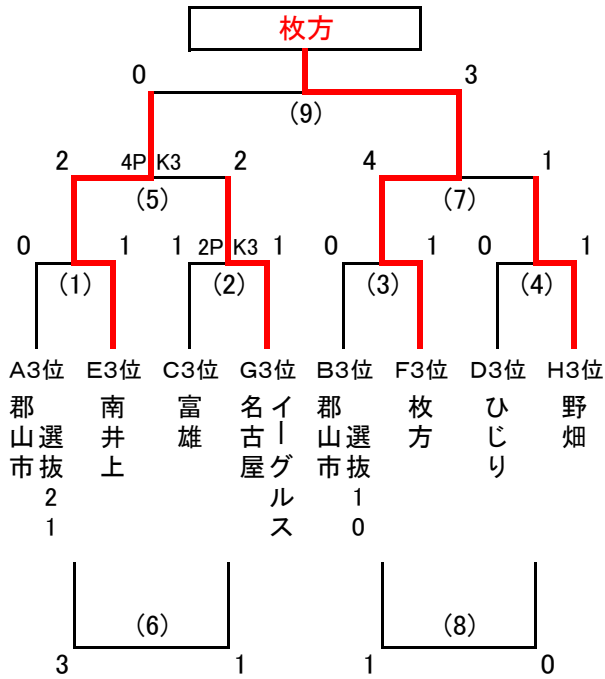 枚方
0 3
(9)
2 4P K3 2 4 1
(5) (7)
0 1 1 2P K3 1 0 1 0 1
(1) (2) (3) (4)
A3位 E3位 C3位 G3位 B3位 F3位 D3位 H3位
郡山市
選抜21
南井上
富雄
名古屋
イーグルス
郡山市
選抜10
枚方
ひじり
野畑
(6) (8)
3 1 1 0